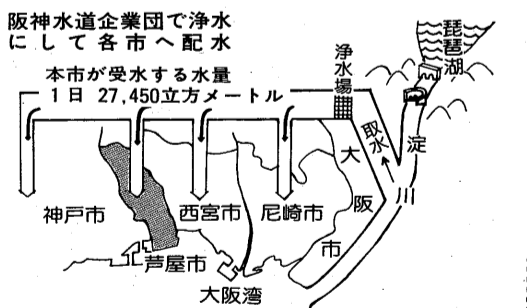 阪神水道企業団で浄水
にして各市へ配水
本市が受水する水量
1日 27,450立方メートル
浄水場
琵琶湖
取水
淀川
大阪市
神戸市
西宮市
尼崎市
芦屋市
大阪湾